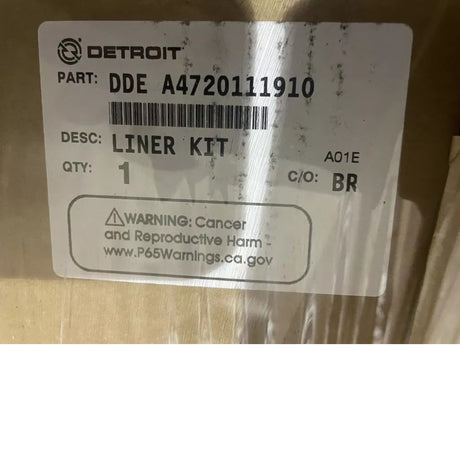 DETROIT
PART: DDE A4720111910
DESC: LINER KIT
A01E
QTY: 1 C/O: BR
⚠WARNING: Cancer
and Reproductive Harm -
www.P65Warnings.ca.gov